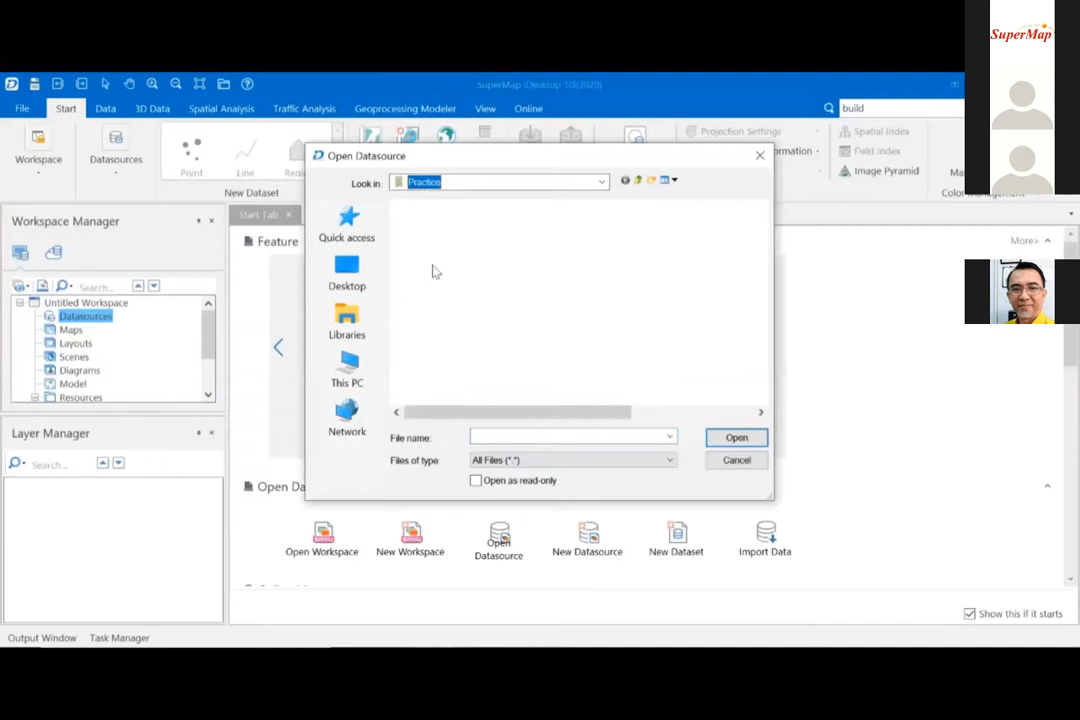 SuperMap
SuperMap iDesktop 10i(2020)
File Start Data 3D Data Spatial Analysis Traffic Analysis Geoprocessing Modeler View Online build
Workspace
Datasources
Point Line
New Dataset
Projection Settings
Spatial Index
Field Index
Image Pyramid
Open Datasource
Look in:
Practice
Quick access
Desktop
Libraries
This PC
Network
File name:
Open
Files of type:
All Files (*.*)
Cancel
Open as read-only
Workspace Manager
Search...
Untitled Workspace
Datasources
Maps
Layouts
Scenes
Diagrams
Model
Resources
Layer Manager
Search...
Start Tab
Feature
More»
Open Da
Open Workspace
New Workspace
Open Datasource
New Datasource
New Dataset
Import Data
Show this if it starts
Output Window Task Manager